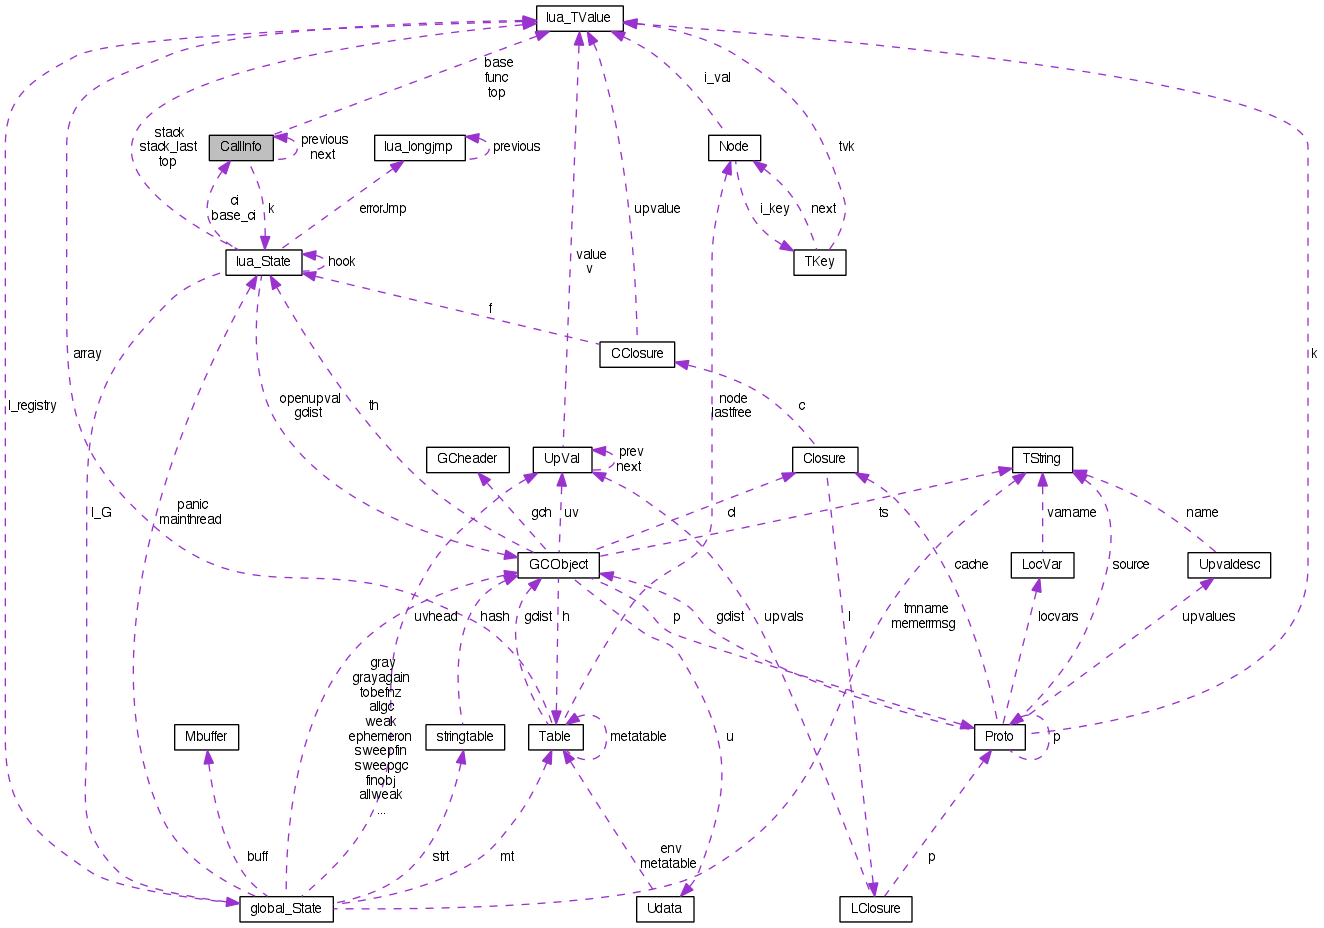 lua_TValue
base
func
top
i_val
CallInfo
previous
next
lua_longjmp
previous
Node
tvk
stack
stack_last
top
ci
base_ci
k
errorJmp
upvalue
i_key
next
lua_State
hook
TKey
value
v
f
CClosure
array
k
l_registry
openupval
gdist
th
node
lastfree
c
GCheader
UpVal
prev
next
Closure
TString
l_G
panic
mainthread
gch
uv
cl
ts
varname
name
GCObject
cache
LocVar
source
Upvaldesc
uvhead
hash
gdist
h
p
gdist
upvals
l
tmname
memerrmsg
locvars
upvalues
gray
grayagain
tobefnz
allgc
weak
ephemeron
sweepfin
sweepgc
finobj
allweak
...
Mbuffer
stringtable
Table
metatable
u
Proto
p
buff
strt
mt
env
metatable
p
global_State
Udata
LClosure